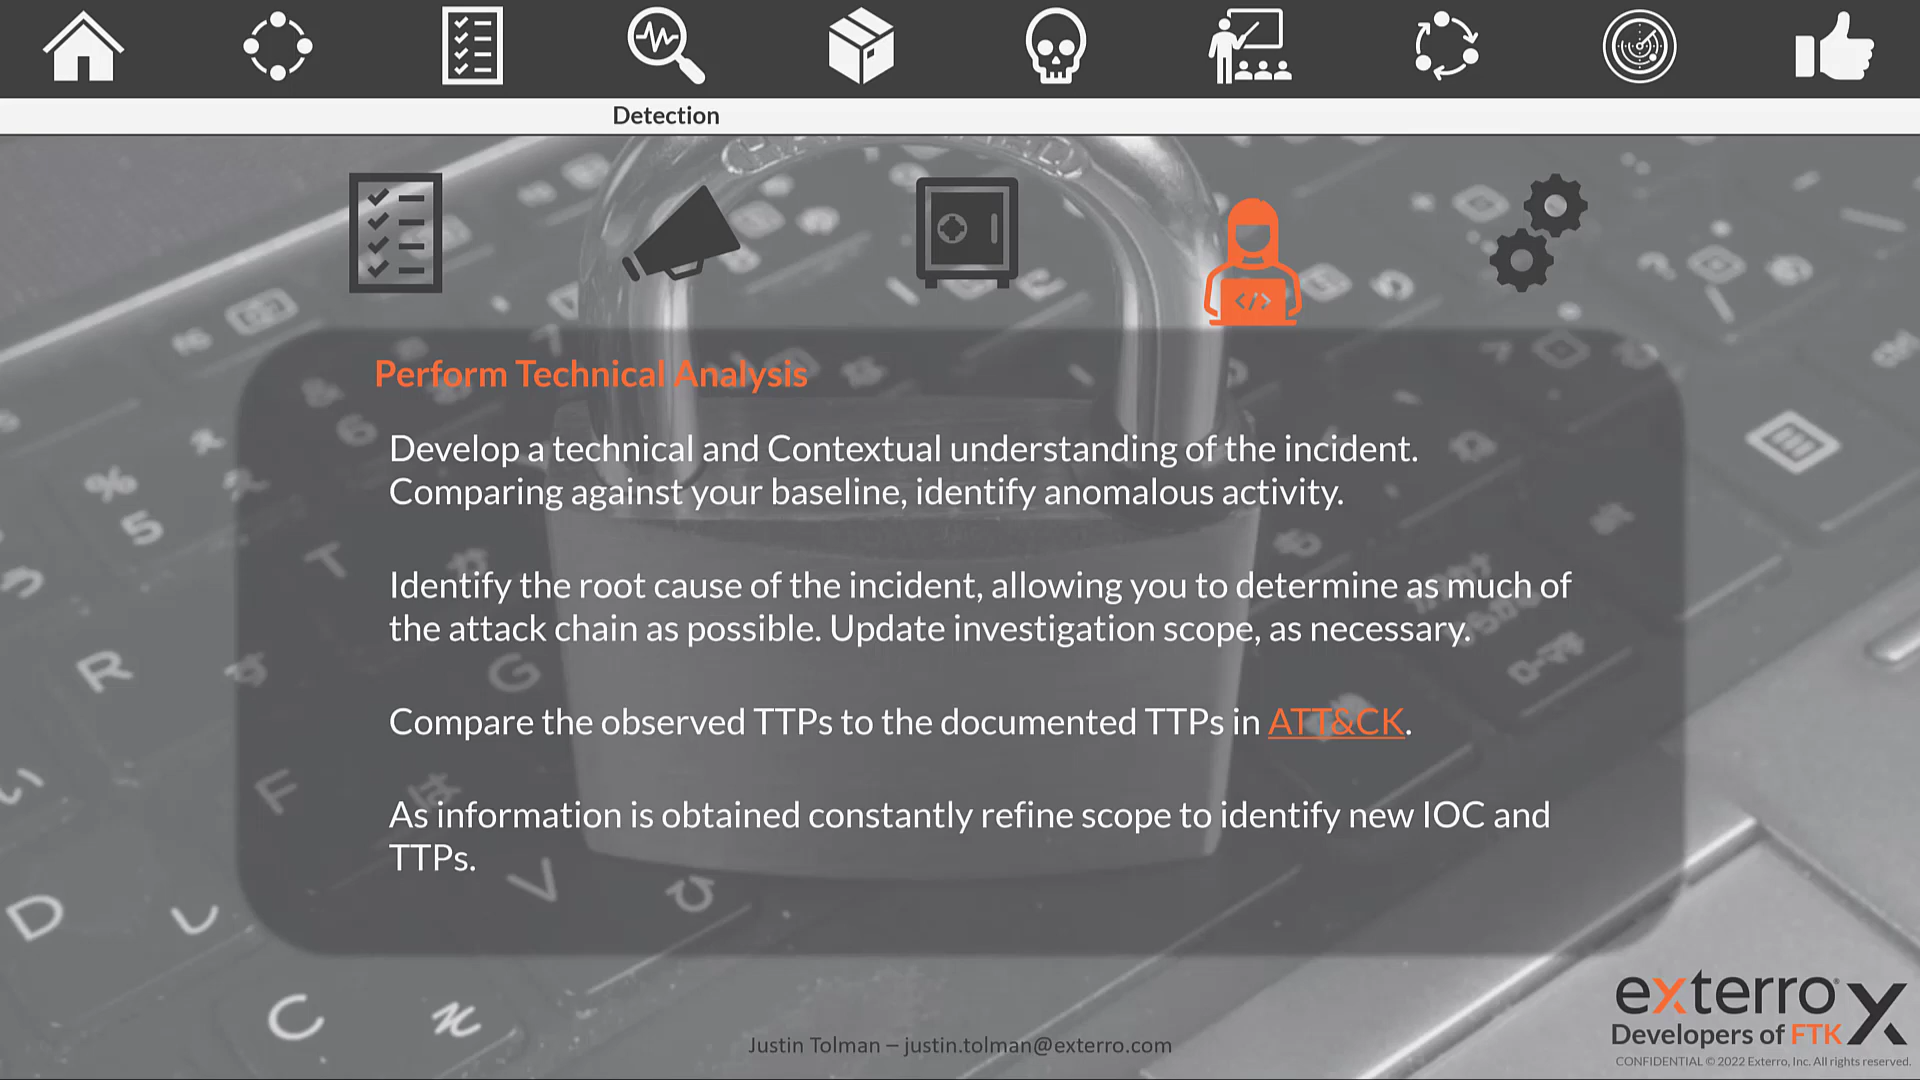 Detection
Perform Technical Analysis
Develop a technical and Contextual understanding of the incident.
Comparing against your baseline, identify anomalous activity.
Identify the root cause of the incident, allowing you to determine as much of
the attack chain as possible. Update investigation scope, as necessary.
Compare the observed TTPs to the documented TTPs in ATT&CK.
As information is obtained constantly refine scope to identify new IOC and
TTPs.
exterro®
Developers of FTK
Justin Tolman – justin.tolman@exterro.com
CONFIDENTIAL © 2022 Exterro, Inc. All rights reserved.